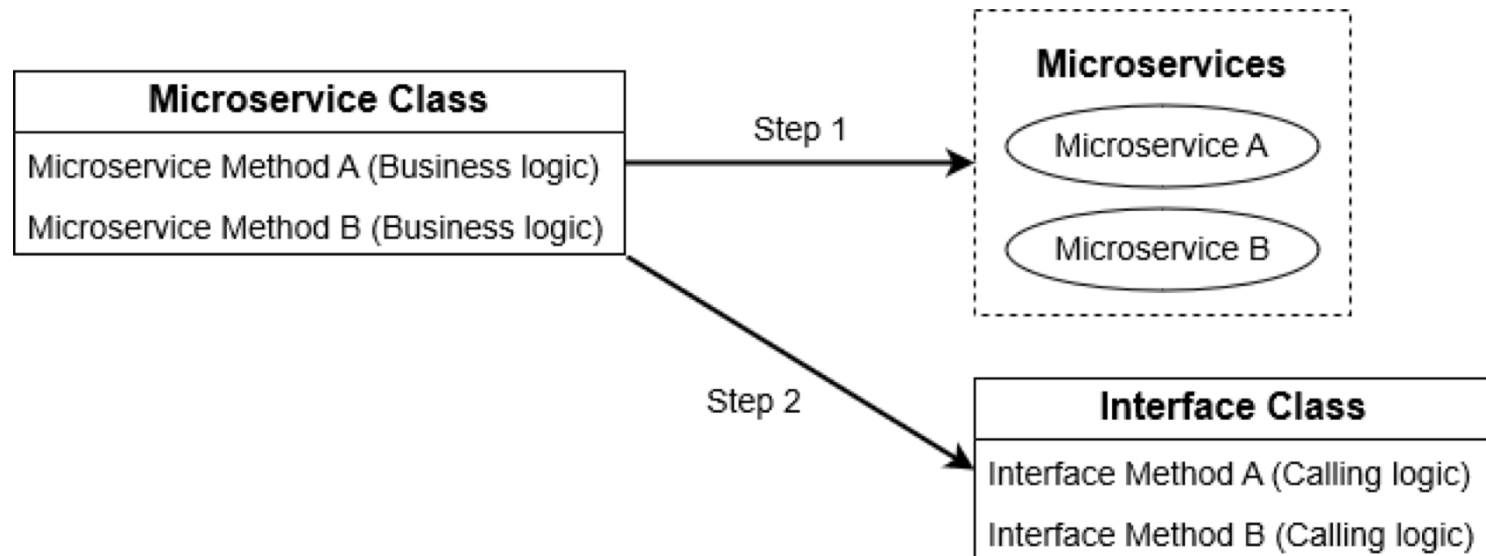 Microservice Class
Microservice Method A (Business logic)
Microservice Method B (Business logic)
Step 1
Microservices
Microservice A
Microservice B
Step 2
Interface Class
Interface Method A (Calling logic)
Interface Method B (Calling logic)